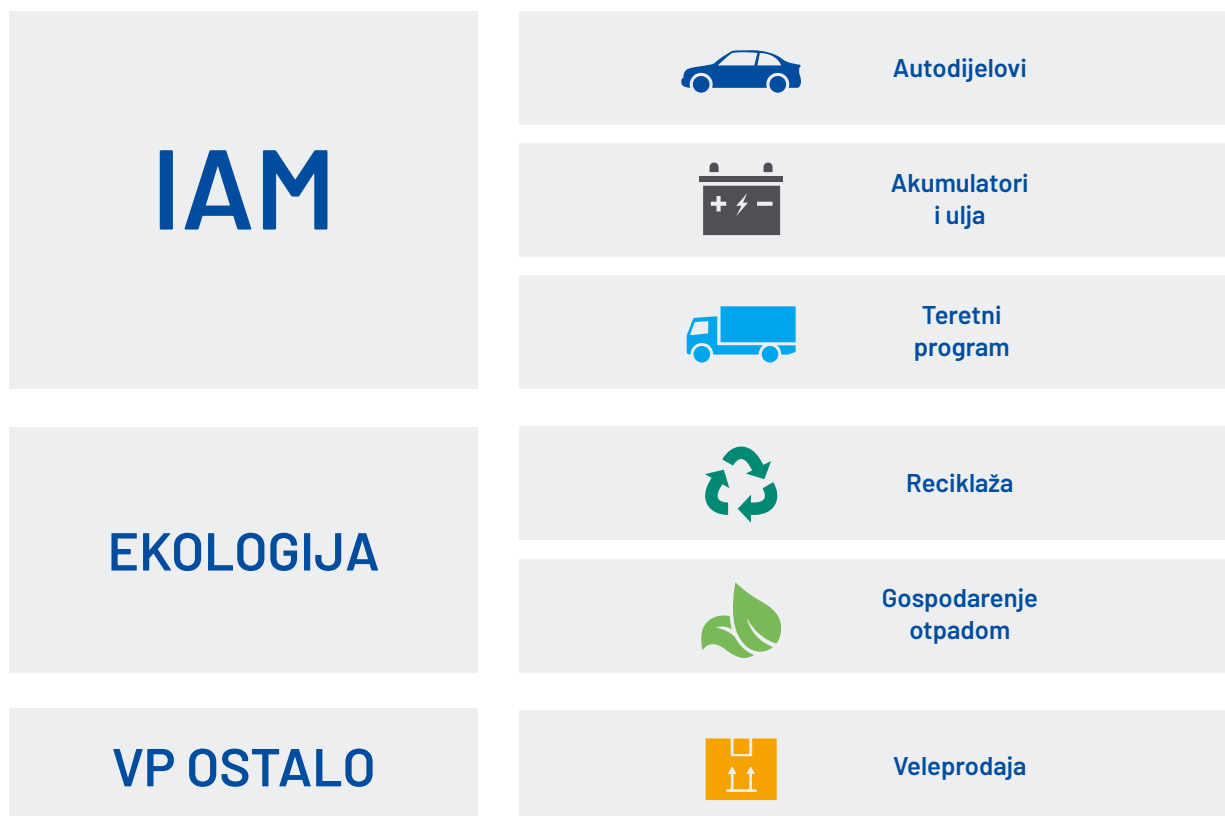 IAM
Autodijelovi
Akumulatori
i ulja
Teretni
program
EKOLOGIJA
Reciklaža
Gospodarenje
otpadom
VP OSTALO
Veleprodaja